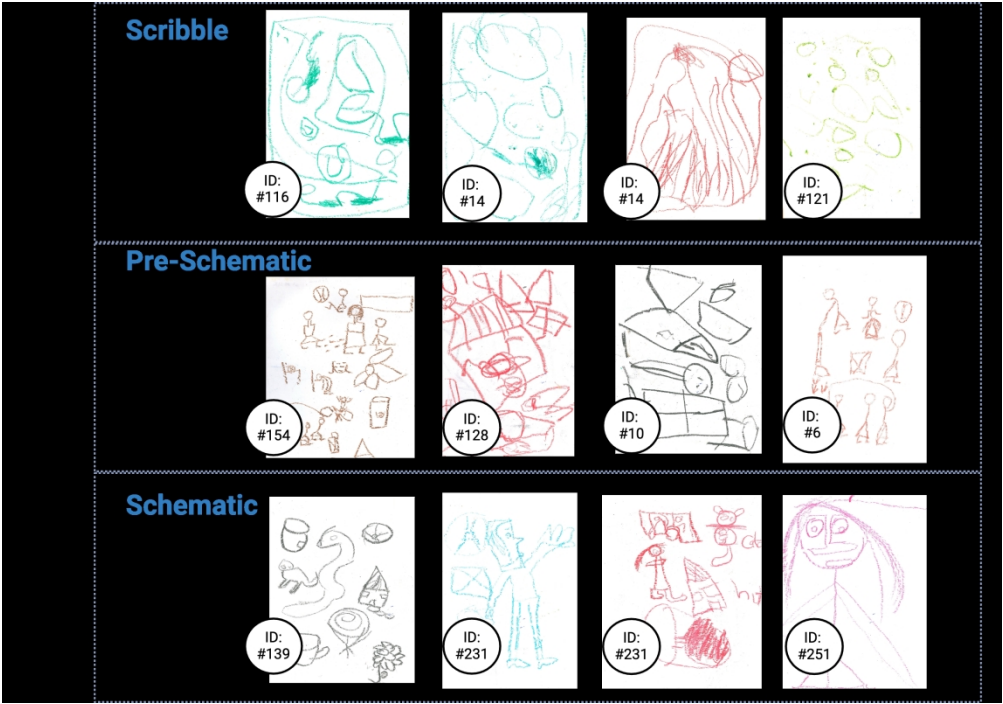 Scribble
ID:
#116
ID:
#14
ID:
#14
ID:
#121
Pre-Schematic
ID:
#154
ID:
#128
ID:
#10
ID:
#6
Schematic
ID:
#139
ID:
#231
ID:
#231
ID:
#251